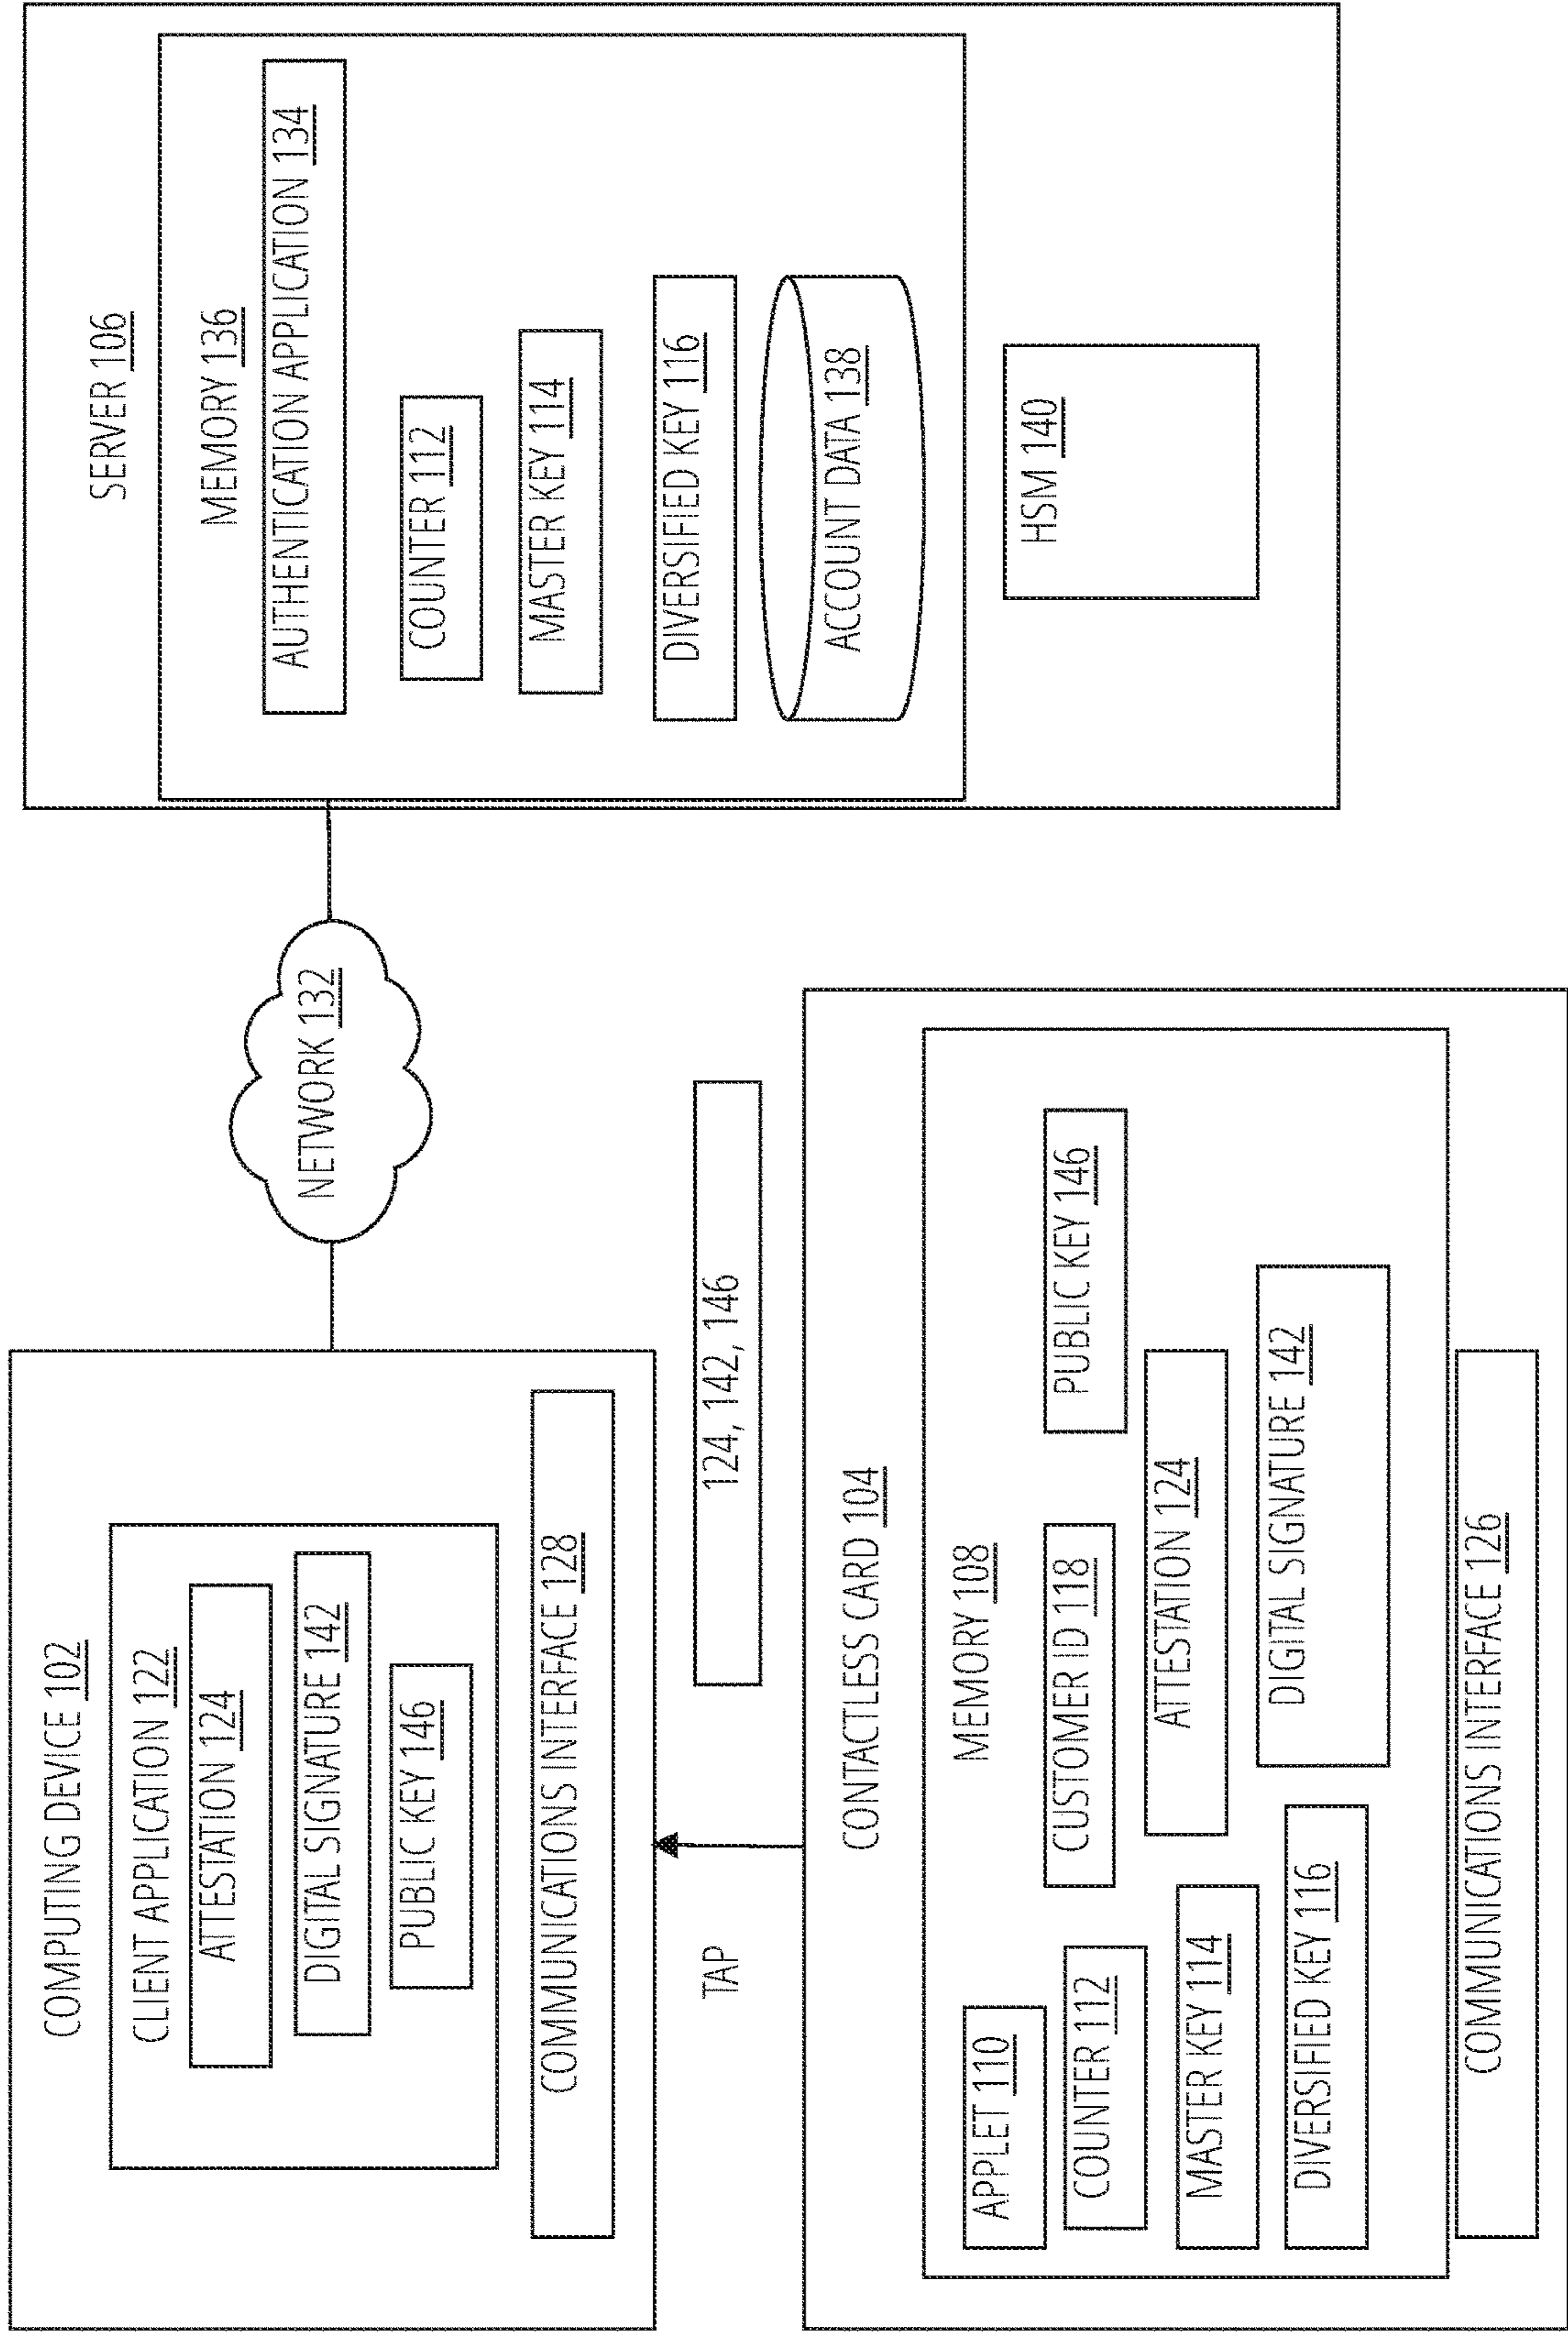 COMPUTING DEVICE 102
CLIENT APPLICATION 122
ATTESTATION 124
DIGITAL SIGNATURE 142
PUBLIC KEY 146
COMMUNICATIONS INTERFACE 128
NETWORK 132
SERVER 106
MEMORY 136
AUTHENTICATION APPLICATION 134
COUNTER 112
MASTER KEY 114
DIVERSIFIED KEY 116
ACCOUNT DATA 138
HSM 140
TAP
124, 142, 146
CONTACTLESS CARD 104
MEMORY 108
APPLET 110
CUSTOMER ID 118
PUBLIC KEY 146
COUNTER 112
ATTESTATION 124
MASTER KEY 114
DIGITAL SIGNATURE 142
DIVERSIFIED KEY 116
COMMUNICATIONS INTERFACE 126